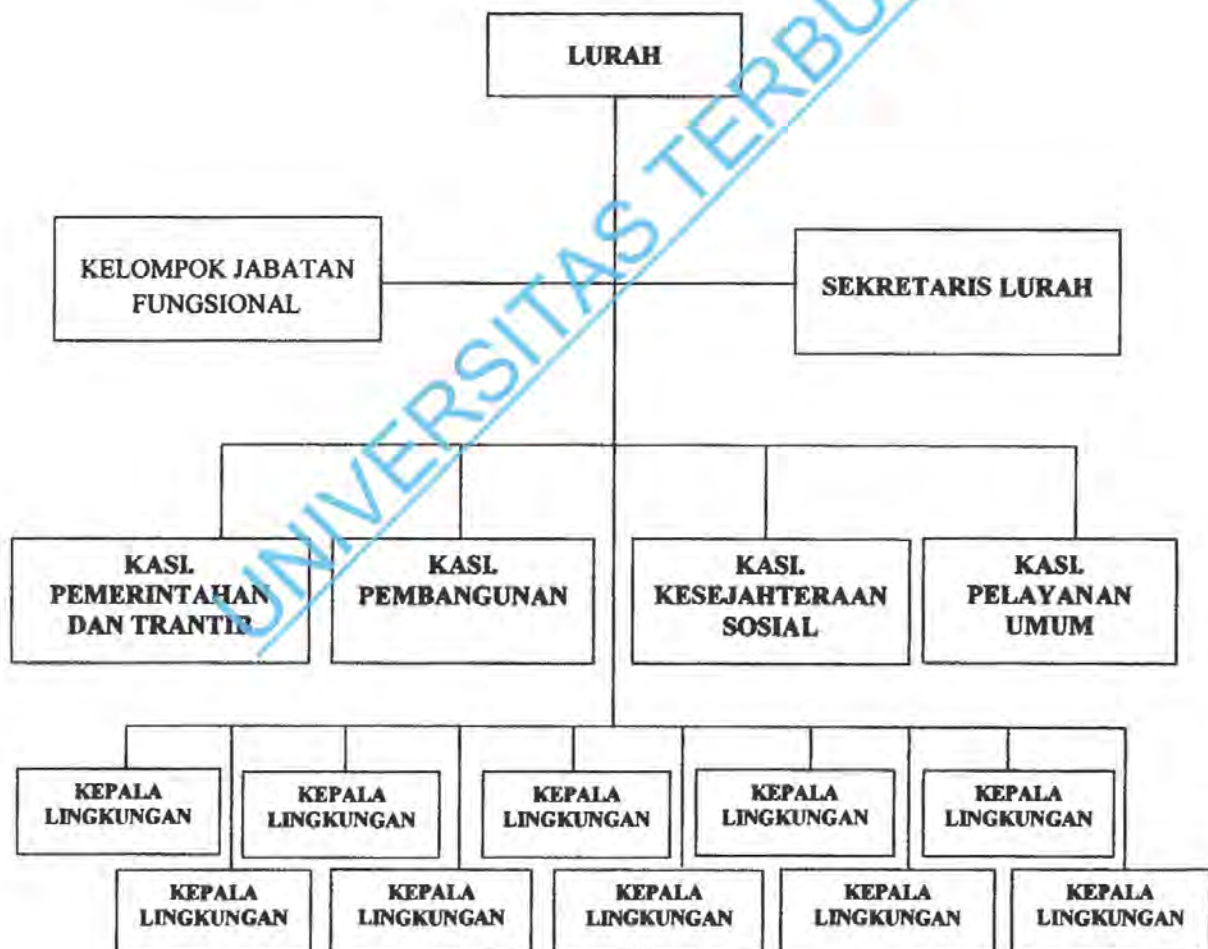 LURAH
KELOMPOK JABATAN
FUNGSIONAL
SEKRETARIS LURAH
KASI.
PEMERINTAHAN
DAN TRANTIB
KASI.
PEMBANGUNAN
KASI.
KESEJAHTERAAN
SOSIAL
KASI.
PELAYANAN
UMUM
KEPALA
LINGKUNGAN
KEPALA
LINGKUNGAN
KEPALA
LINGKUNGAN
KEPALA
LINGKUNGAN
KEPALA
LINGKUNGAN
KEPALA
LINGKUNGAN
KEPALA
LINGKUNGAN
KEPALA
LINGKUNGAN
KEPALA
LINGKUNGAN
KEPALA
LINGKUNGAN
UNIVERSITAS TERBU